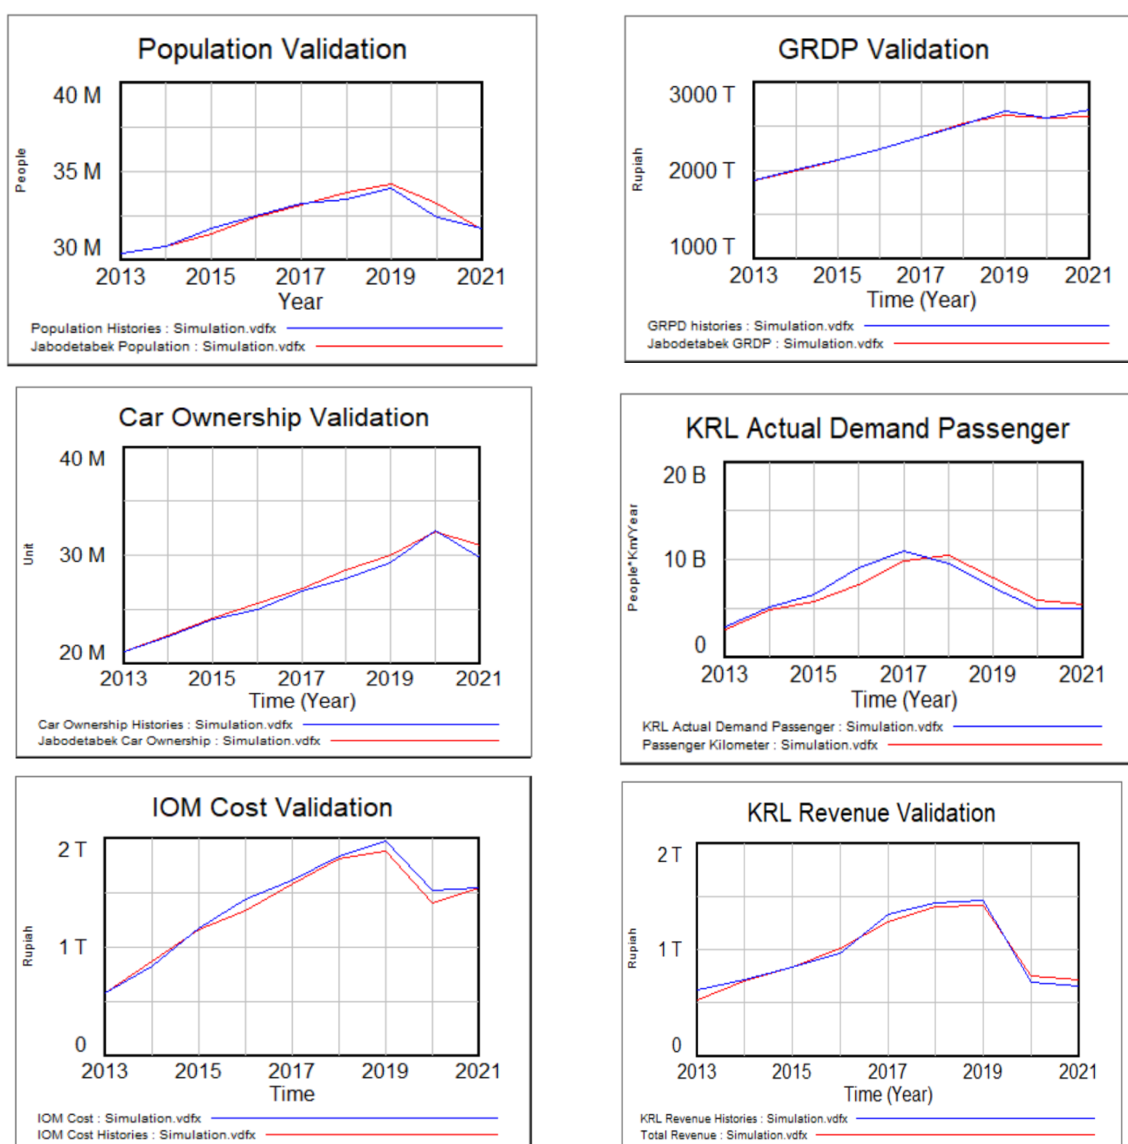 Population Validation
40 M
35 M
30 M
People
2013 2015 2017 2019 2021
Year
Population Histories : Simulation.vdfx
Jabodetabek Population : Simulation.vdfx
GRDP Validation
3000 T
2000 T
1000 T
Rupiah
2013 2015 2017 2019 2021
Time (Year)
GRPD histories : Simulation.vdfx
Jabodetabek GRDP : Simulation.vdfx
Car Ownership Validation
40 M
30 M
20 M
Unit
2013 2015 2017 2019 2021
Time (Year)
Car Ownership Histories : Simulation.vdfx
Jabodetabek Car Ownership : Simulation.vdfx
KRL Actual Demand Passenger
20 B
10 B
0
People*Km/Year
2013 2015 2017 2019 2021
Time (Year)
KRL Actual Demand Passenger : Simulation.vdfx
Passenger Kilometer : Simulation.vdfx
IOM Cost Validation
2 T
1 T
0
Rupiah
2013 2015 2017 2019 2021
Time
IOM Cost : Simulation.vdfx
IOM Cost Histories : Simulation.vdfx
KRL Revenue Validation
2 T
1 T
0
Rupiah
2013 2015 2017 2019 2021
Time (Year)
KRL Revenue Histories : Simulation.vdfx
Total Revenue : Simulation.vdfx